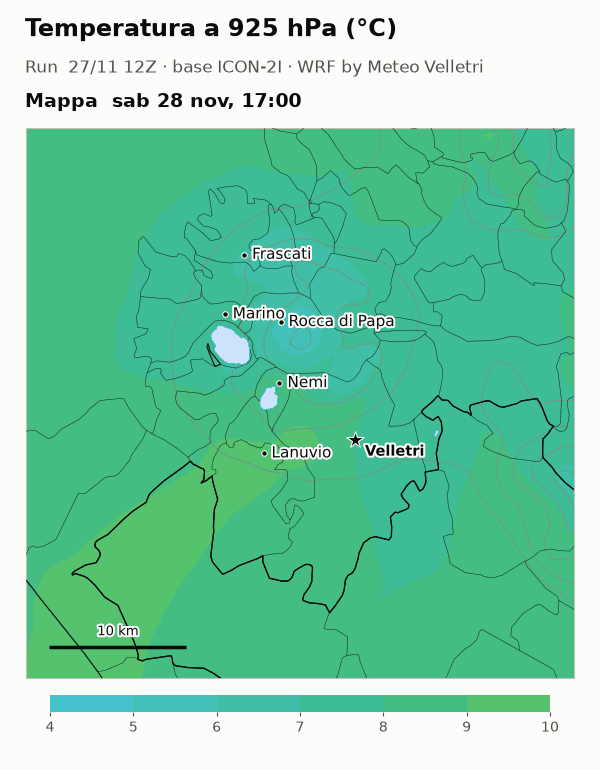 Temperatura a 925 hPa (°C)
Run  27/11 12Z · base ICON-2I · WRF by Meteo Velletri
Mappa  sab 28 nov, 17:00
Frascati
Marino
Rocca di Papa
Nemi
Velletri
Lanuvio
10 km
4 5 6 7 8 9 10